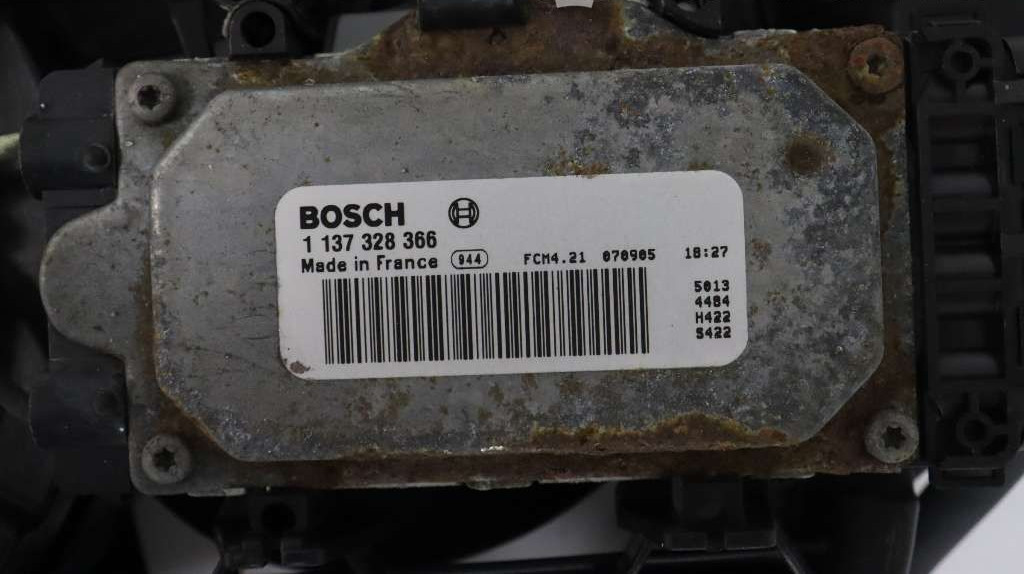 BOSCH
1 137 328 366
Made in France 944 FCM4.21 070905 18:27
5013
4484
H422
S422